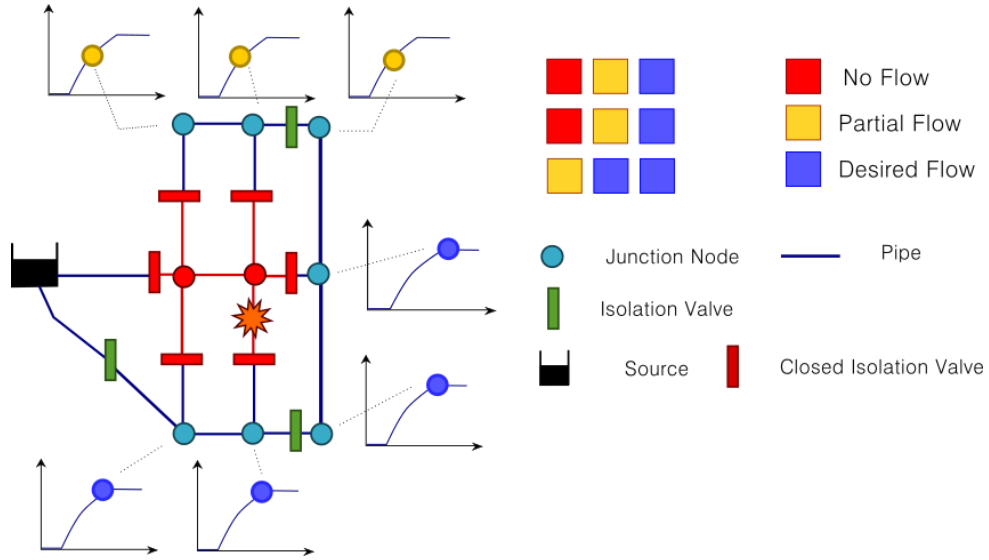 No Flow
Partial Flow
Desired Flow
Junction Node
Pipe
Isolation Valve
Source
Closed Isolation Valve